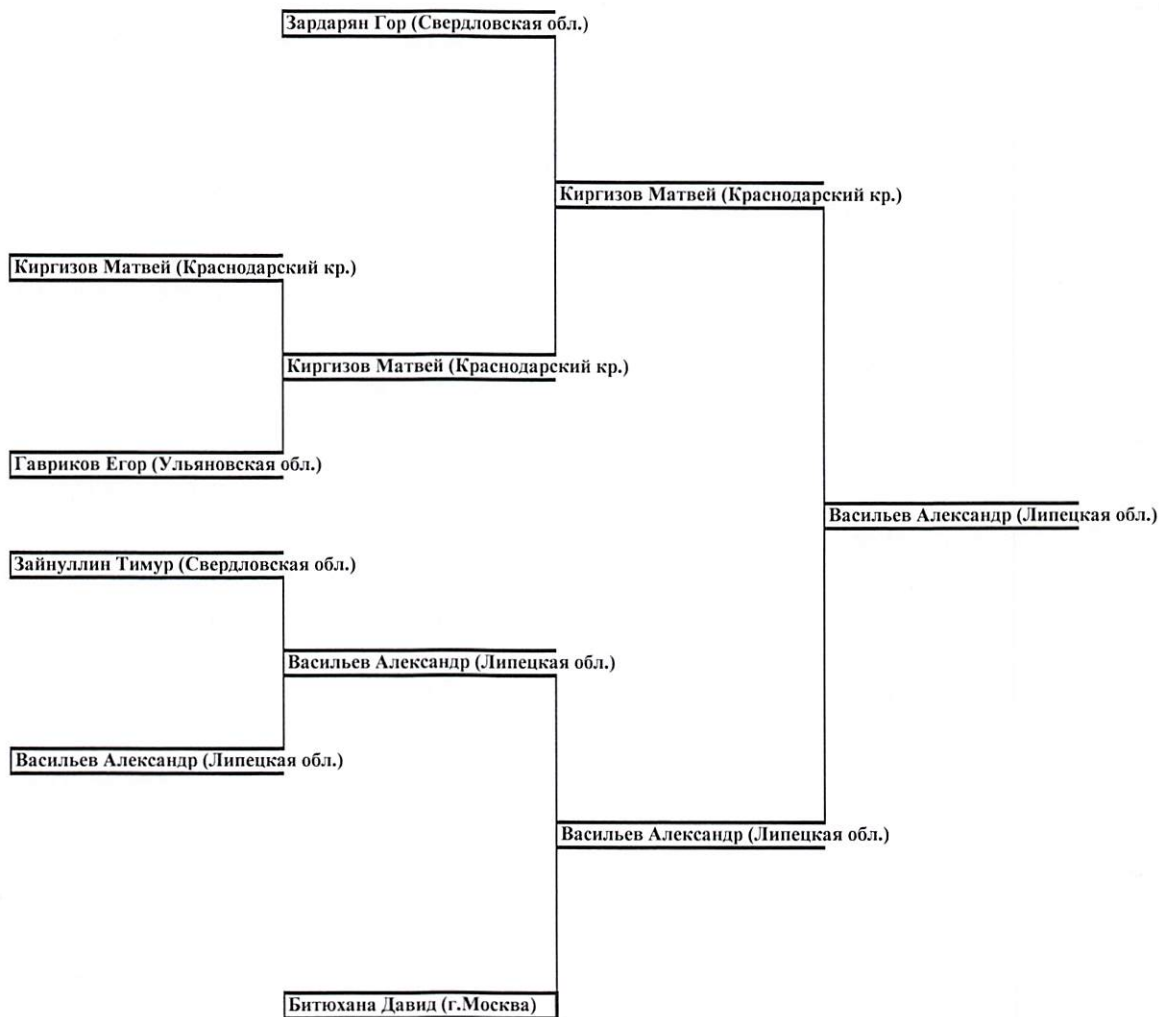 Зардарян Гор (Свердловская обл.)
Киргизов Матвей (Краснодарский кр.)
Киргизов Матвей (Краснодарский кр.)
Киргизов Матвей (Краснодарский кр.)
Гавриков Егор (Ульяновская обл.)
Васильев Александр (Липецкая обл.)
Зайнуллин Тимур (Свердловская обл.)
Васильев Александр (Липецкая обл.)
Васильев Александр (Липецкая обл.)
Васильев Александр (Липецкая обл.)
Битюхана Давид (г.Москва)